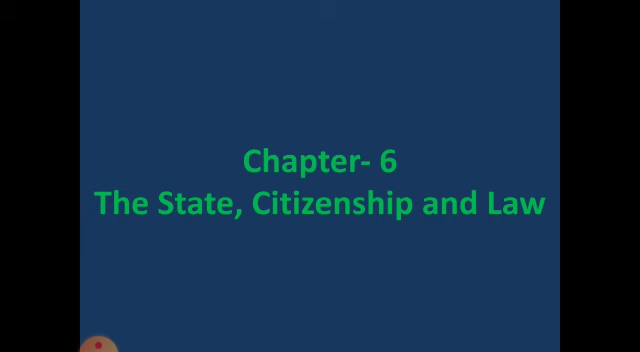 Chapter- 6
The State, Citizenship and Law